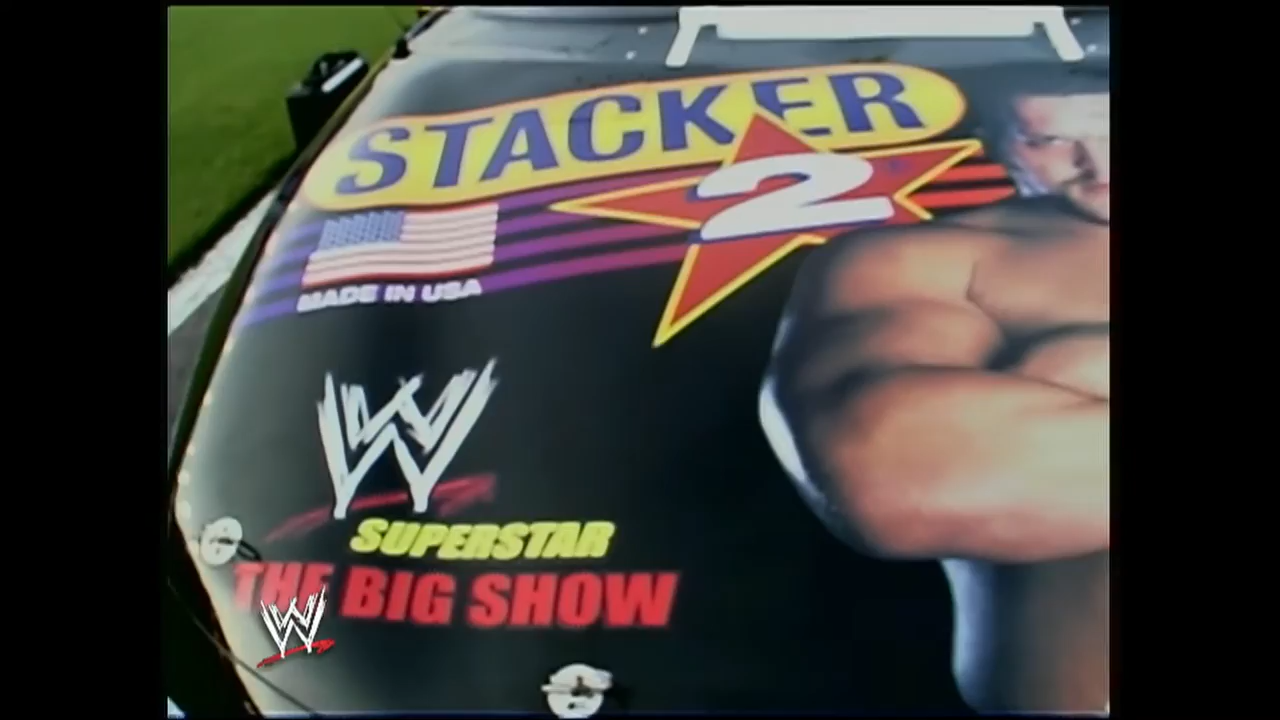 STACKER
2
MADE IN USA
W
SUPERSTAR
THE BIG SHOW
W